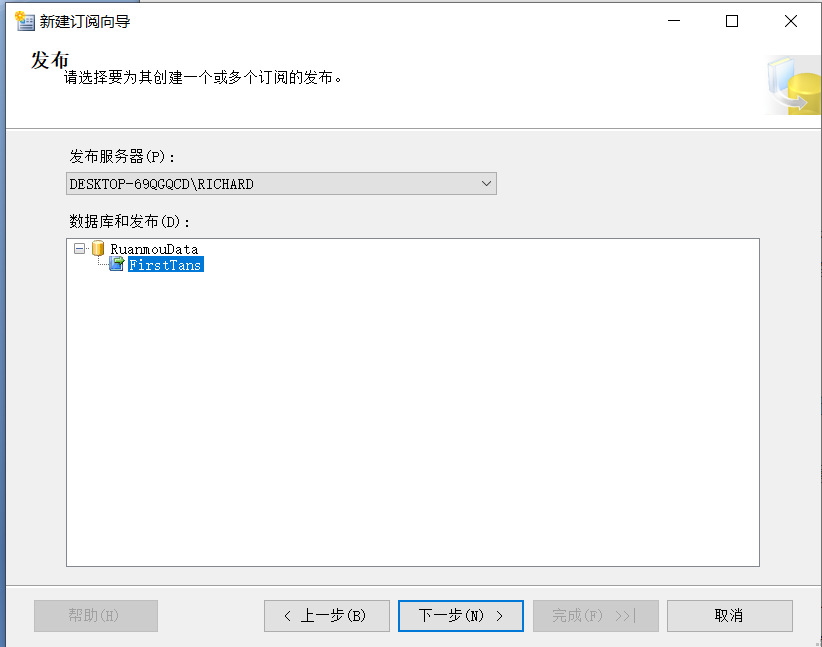 新建订阅向导
发布
请选择要为其创建一个或多个订阅的发布。
发布服务器(P):
DESKTOP-69QGQCD\RICHARD
数据库和发布(D):
RuanmouData
FirstTans
帮助(H)
< 上一步(B)
下一步(N) >
完成(F) >>|
取消